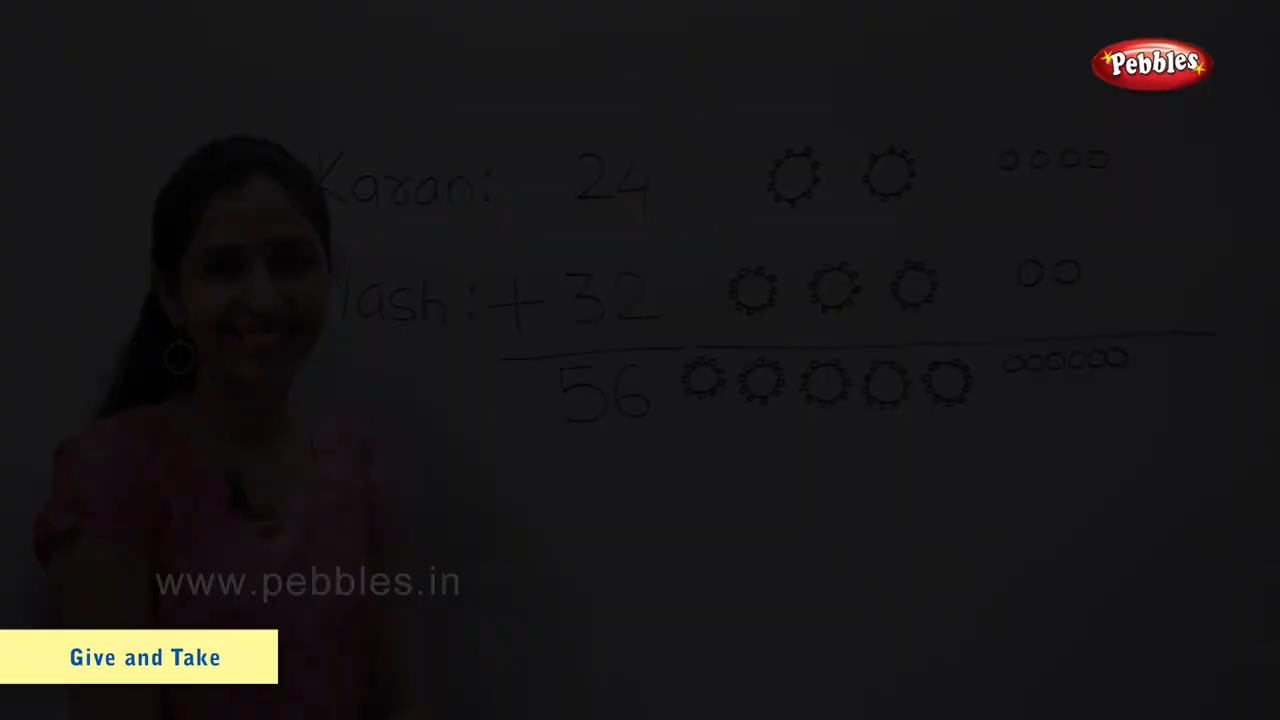 Pebbles
Karan: 24
lash: + 32
56
www.pebbles.in
Give and Take